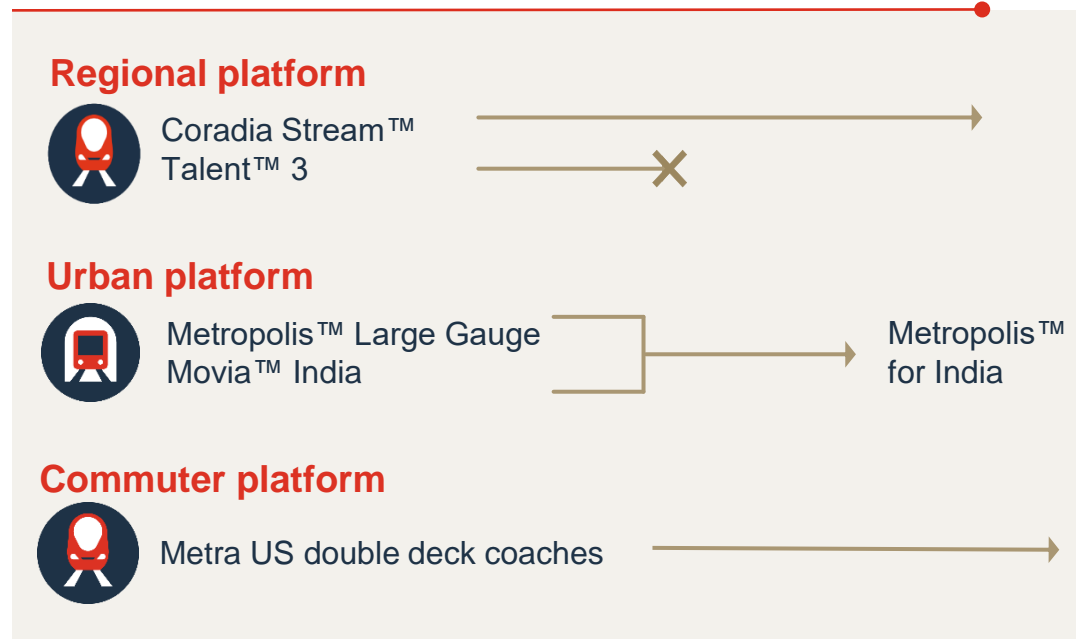 Regional platform
Coradia Stream™
Talent™ 3
Urban platform
Metropolis™ Large Gauge
Movia™ India
Metropolis™
for India
Commuter platform
Metra US double deck coaches